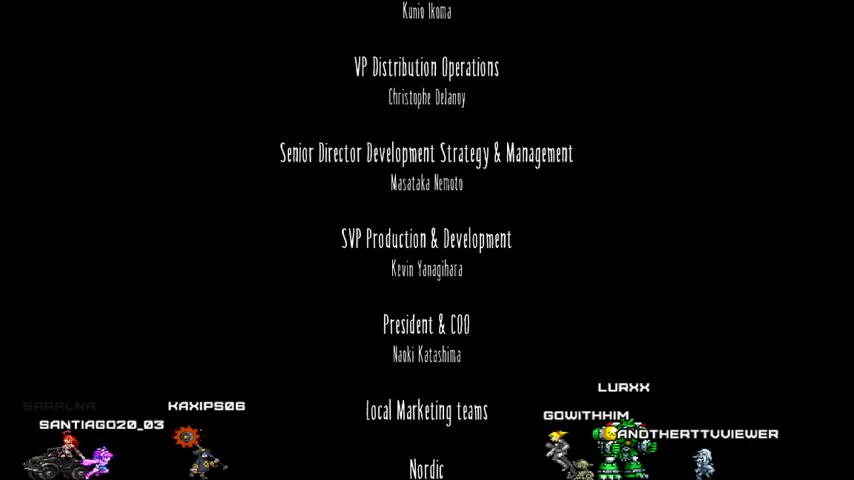 Kunio Ikoma
VP Distribution Operations
Christophe Delanoy
Senior Director Development Strategy & Management
Masataka Nemoto
SVP Production & Development
Kevin Yanagihara
President & COO
Naoki Katashima
LURXX
SARALNA
KAXIPS06
Local Marketing teams
GOWITHHIM
SANTIAGO20_03
ANOTHERTTVVIEWER
Nordic